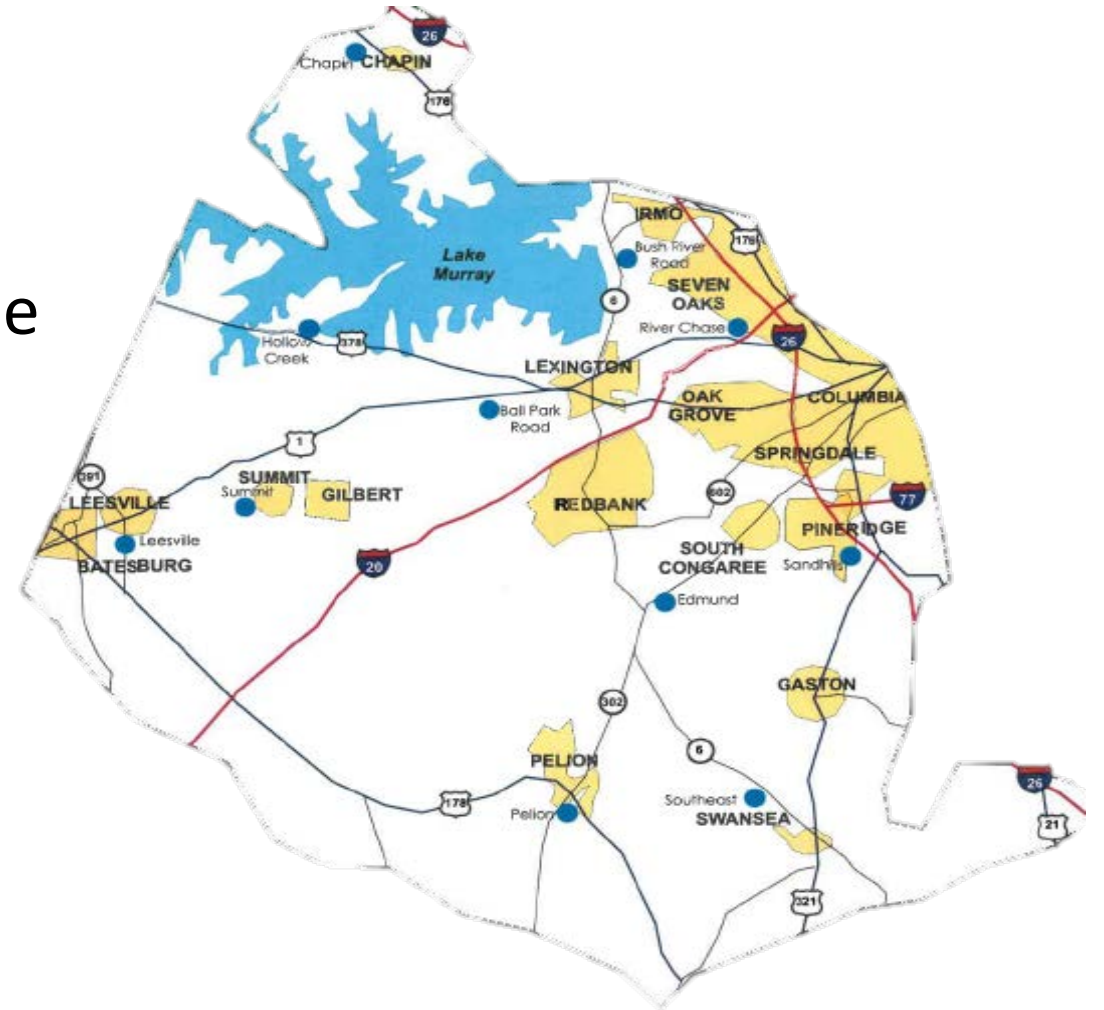 26
Chapin CHAPIN
176
e
IRMO
176
Bush River
Road
Lake
Murray
SEVEN
OAKS
6
River Chase
26
Hollow
Creek
378
LEXINGTON
OAK
GROVE
COLUMBIA
Ball Park
Road
1
SPRINGDALE
391
SUMMIT
Summit
GILBERT
LEESVILLE
REDBANK
602
77
PINERIDGE
Leesville
BATESBURG
20
SOUTH
CONGAREE
Sandhills
Edmund
GASTON
302
6
PELION
26
178
Pelion
Southeast
SWANSEA
21
321